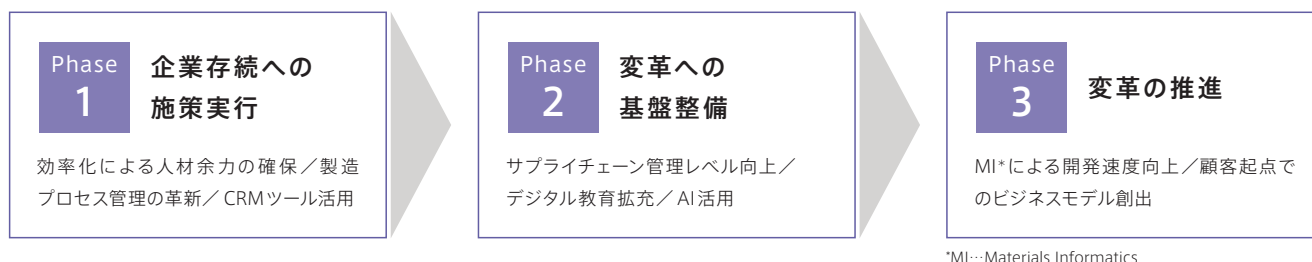 Phase
1
企業存続への
施策実行
効率化による人材余力の確保／製造
プロセス管理の革新／CRMツール活用
Phase
2
変革への
基盤整備
サプライチェーン管理レベル向上／
デジタル教育拡充／AI活用
Phase
3
変革の推進
MI*による開発速度向上／顧客起点で
のビジネスモデル創出
*MI…Materials Informatics